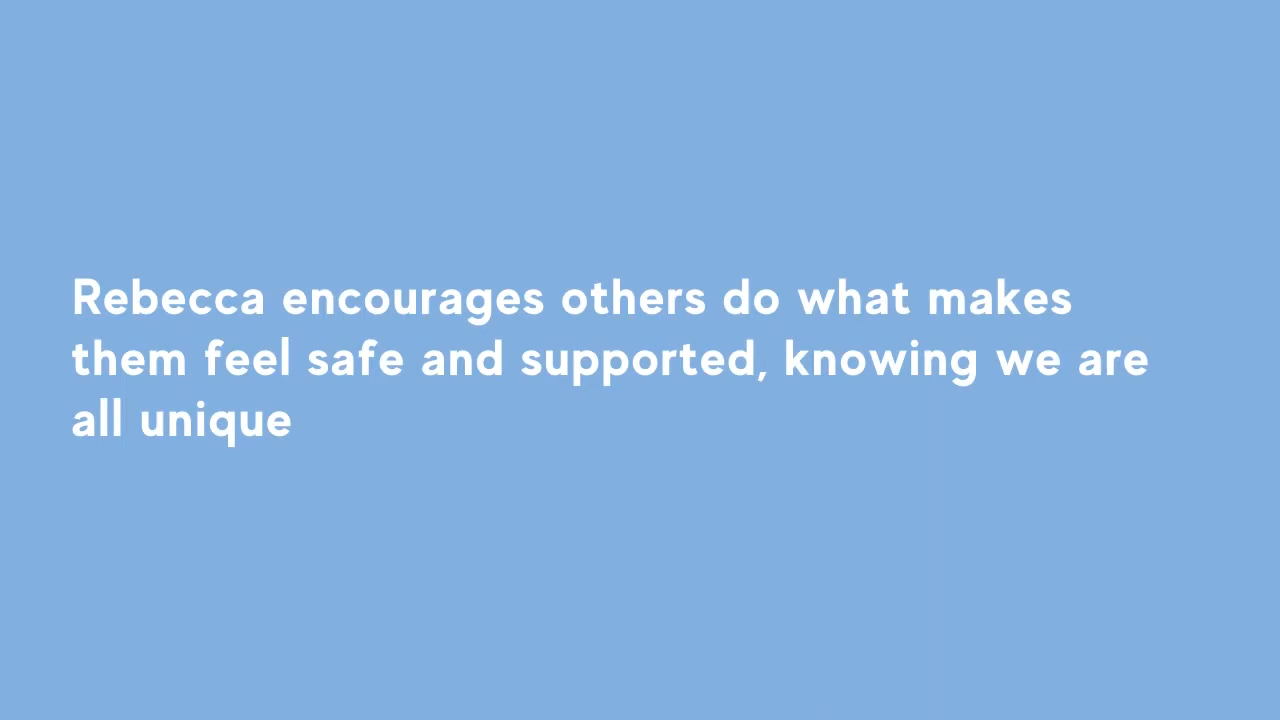 Rebecca encourages others do what makes
them feel safe and supported, knowing we are
all unique